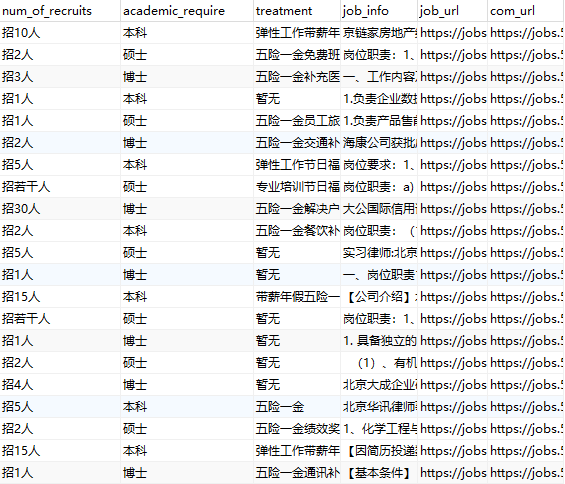 num_of_recruits academic_require treatment job_info job_url com_url
招10人 本科 弹性工作带薪年 京链家房地产 https://jobs https://jobs.5
招2人 硕士 五险一金免费班 岗位职责：1、 https://jobs https://jobs.5
招3人 博士 五险一金补充医 一、工作内容 https://jobs https://jobs.5
招1人 本科 暂无 1.负责企业数 https://jobs https://jobs.5
招1人 硕士 五险一金员工旅 1.负责产品售 https://jobs https://jobs.5
招2人 博士 五险一金交通补 海康公司获批 https://jobs https://jobs.5
招5人 本科 弹性工作节日福 岗位要求：1、 https://jobs https://jobs.5
招若干人 硕士 专业培训节日福 岗位职责：a) https://jobs https://jobs.5
招30人 博士 五险一金解决户 大公国际信用 https://jobs https://jobs.5
招2人 本科 五险一金餐饮补 岗位职责：（ https://jobs https://jobs.5
招5人 硕士 暂无 实习律师:北京 https://jobs https://jobs.5
招1人 博士 暂无 一、岗位职责 https://jobs https://jobs.5
招15人 本科 带薪年假五险一 【公司介绍】 https://jobs https://jobs.5
招若干人 硕士 暂无 岗位职责：1、 https://jobs https://jobs.5
招1人 博士 暂无 1. 具备独立的 https://jobs https://jobs.5
招2人 硕士 暂无 （1）、有机 https://jobs https://jobs.5
招4人 博士 暂无 北京大成企业 https://jobs https://jobs.5
招5人 本科 五险一金 北京华讯律师 https://jobs https://jobs.5
招2人 硕士 五险一金绩效奖 1、化学工程与 https://jobs https://jobs.5
招15人 本科 弹性工作带薪年 【因简历投递 https://jobs https://jobs.5
招1人 博士 五险一金通讯补 【基本条件】 https://jobs https://jobs.5